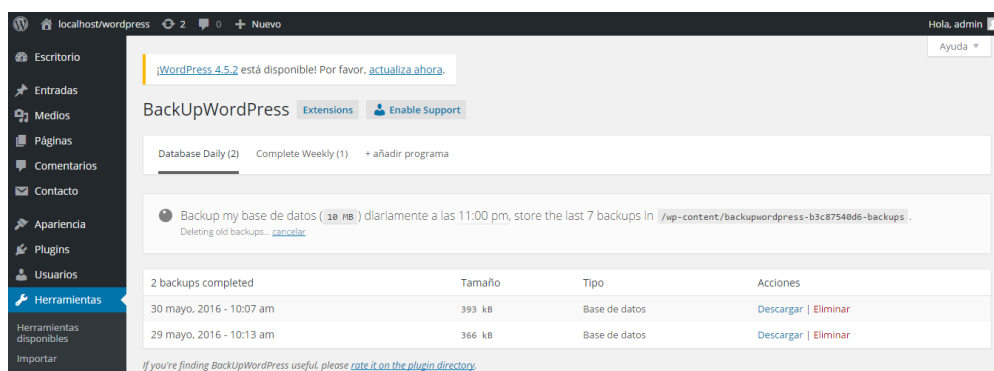 localhost/wordpress 2 0 + Nuevo Hola, admin
Ayuda
Escritorio
Entradas
Medios
Páginas
Comentarios
Contacto
Apariencia
Plugins
Usuarios
Herramientas
Herramientas
disponibles
Importar
¡WordPress 4.5.2 está disponible! Por favor, actualiza ahora.
BackUpWordPress Extensions Enable Support
Database Daily (2) Complete Weekly (1) + añadir programa
Backup my base de datos ( 10 MB ) diariamente a las 11:00 pm, store the last 7 backups in /wp-content/backupwordpress-b3c87540d6-backups .
Deleting old backups... cancelar
2 backups completed Tamaño Tipo Acciones
30 mayo, 2016 - 10:07 am 393 kB Base de datos Descargar | Eliminar
29 mayo, 2016 - 10:13 am 366 kB Base de datos Descargar | Eliminar
If you're finding BackUpWordPress useful, please rate it on the plugin directory.